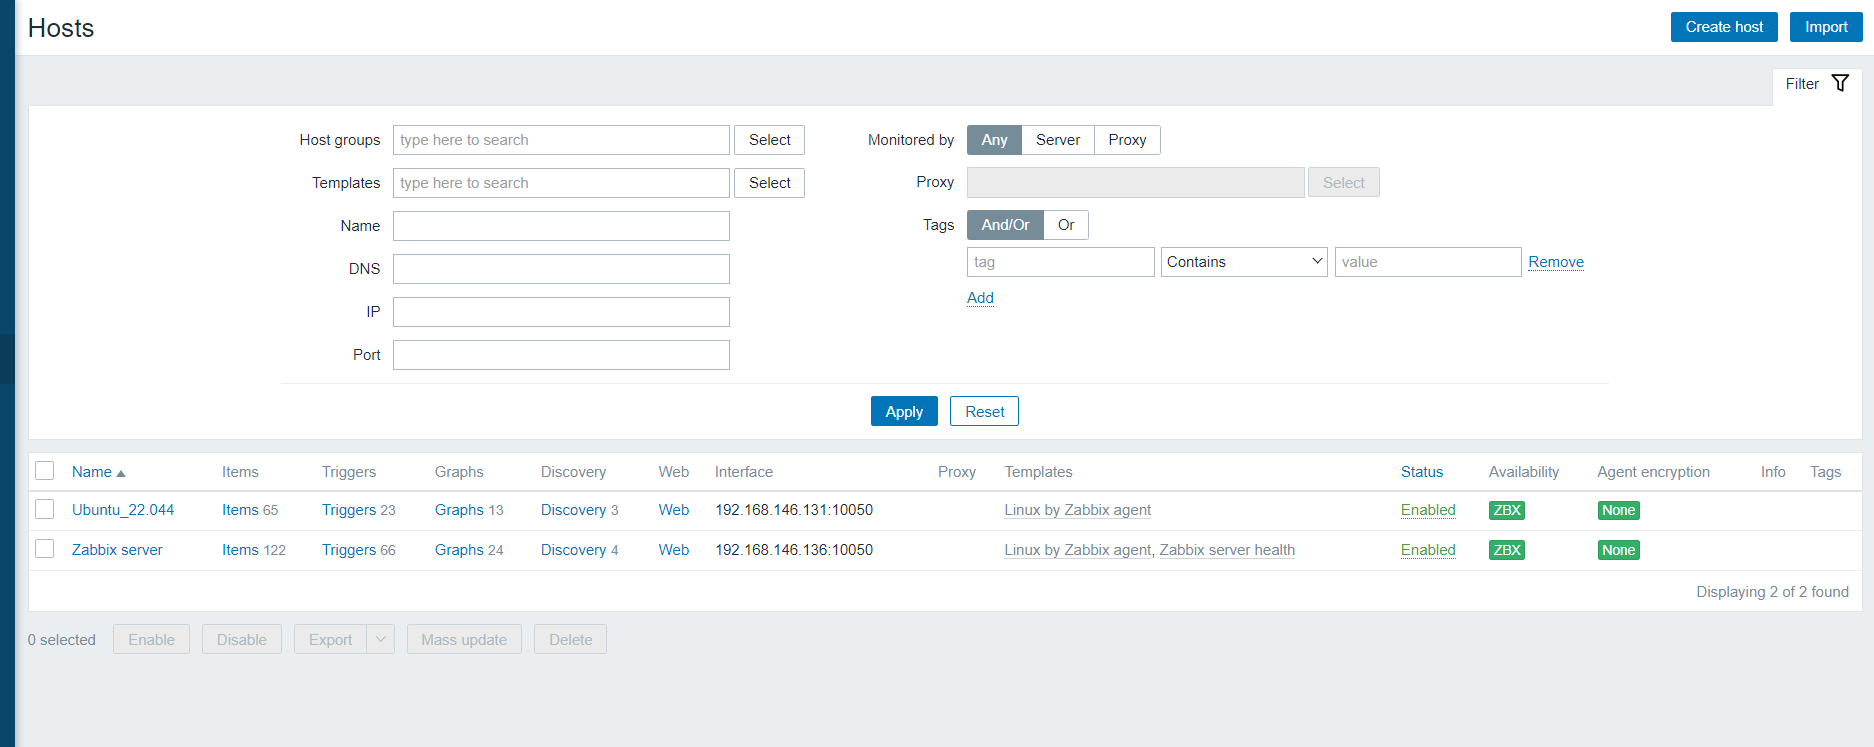 Hosts
Create host
Import
Filter
Host groups type here to search Select
Templates type here to search Select
Name
DNS
IP
Port
Monitored by Any Server Proxy
Proxy Select
Tags And/Or Or
tag Contains value Remove
Add
Apply Reset
Name Items Triggers Graphs Discovery Web Interface Proxy Templates Status Availability Agent encryption Info Tags
Ubuntu_22.044 Items 65 Triggers 23 Graphs 13 Discovery 3 Web 192.168.146.131:10050 Linux by Zabbix agent Enabled ZBX None
Zabbix server Items 122 Triggers 66 Graphs 24 Discovery 4 Web 192.168.146.136:10050 Linux by Zabbix agent, Zabbix server health Enabled ZBX None
Displaying 2 of 2 found
0 selected Enable Disable Export Mass update Delete